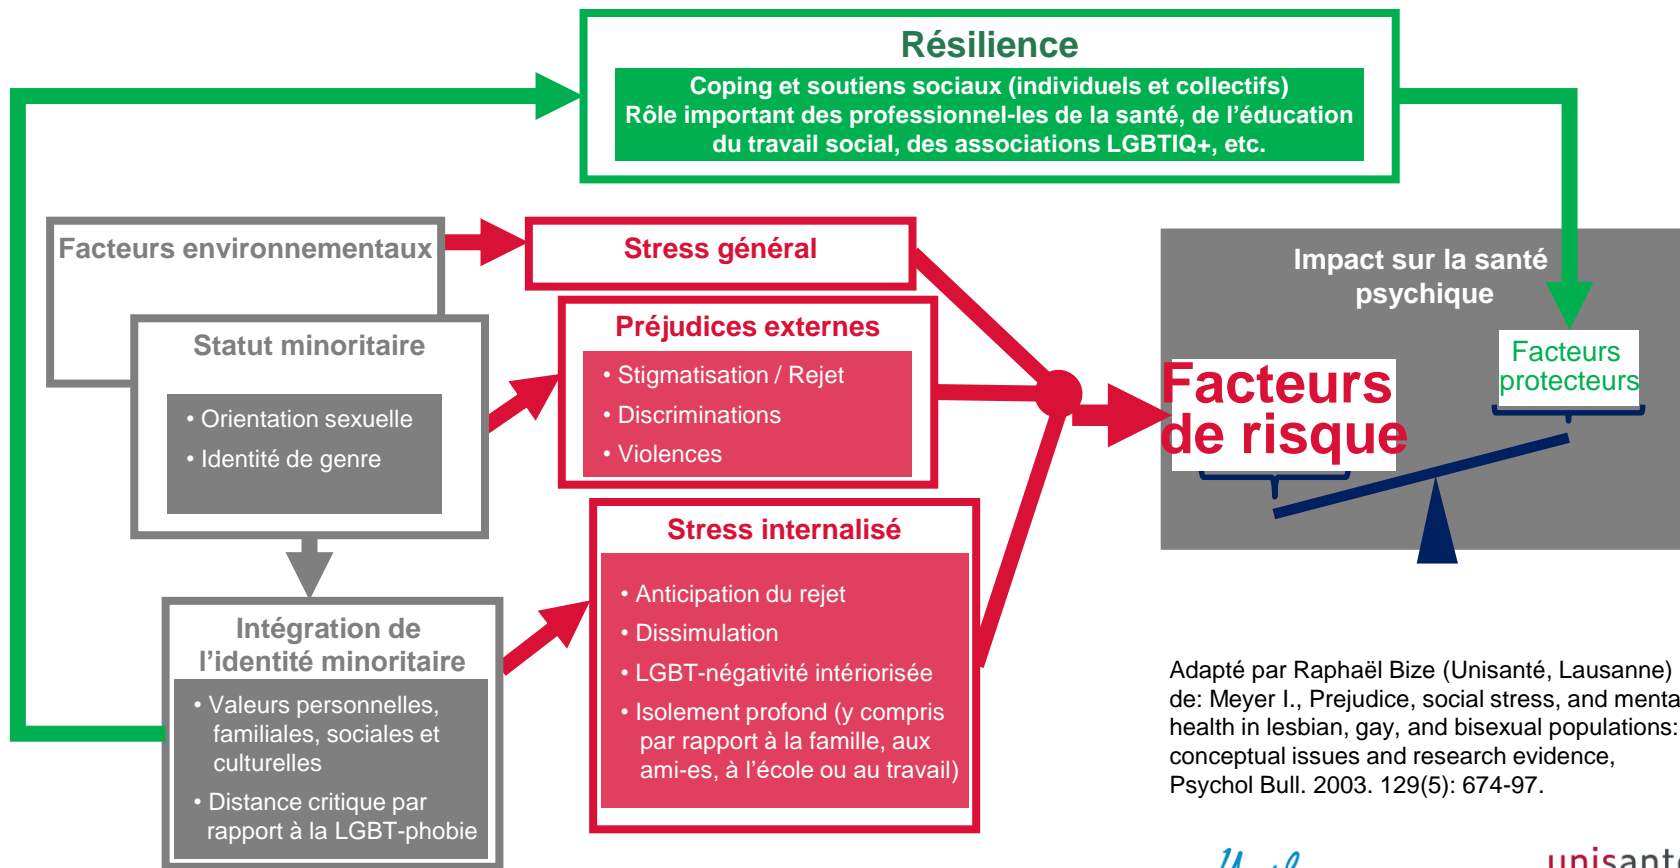 Résilience
Coping et soutiens sociaux (individuels et collectifs)
Rôle important des professionnel-les de la santé, de l’éducation
du travail social, des associations LGBTIQ+, etc.
Facteurs environnementaux
Stress général
Impact sur la santé
psychique
Statut minoritaire
• Orientation sexuelle
• Identité de genre
Préjudices externes
• Stigmatisation / Rejet
• Discriminations
• Violences
Facteurs
de risque
Facteurs
protecteurs
Stress internalisé
• Anticipation du rejet
• Dissimulation
• LGBT-négativité intériorisée
• Isolement profond (y compris
par rapport à la famille, aux
ami-es, à l’école ou au travail)
Intégration de
l’identité minoritaire
• Valeurs personnelles,
familiales, sociales et
culturelles
• Distance critique par
rapport à la LGBT-phobie
Adapté par Raphaël Bize (Unisanté, Lausanne)
de: Meyer I., Prejudice, social stress, and menta
health in lesbian, gay, and bisexual populations:
conceptual issues and research evidence,
Psychol Bull. 2003. 129(5): 674-97.